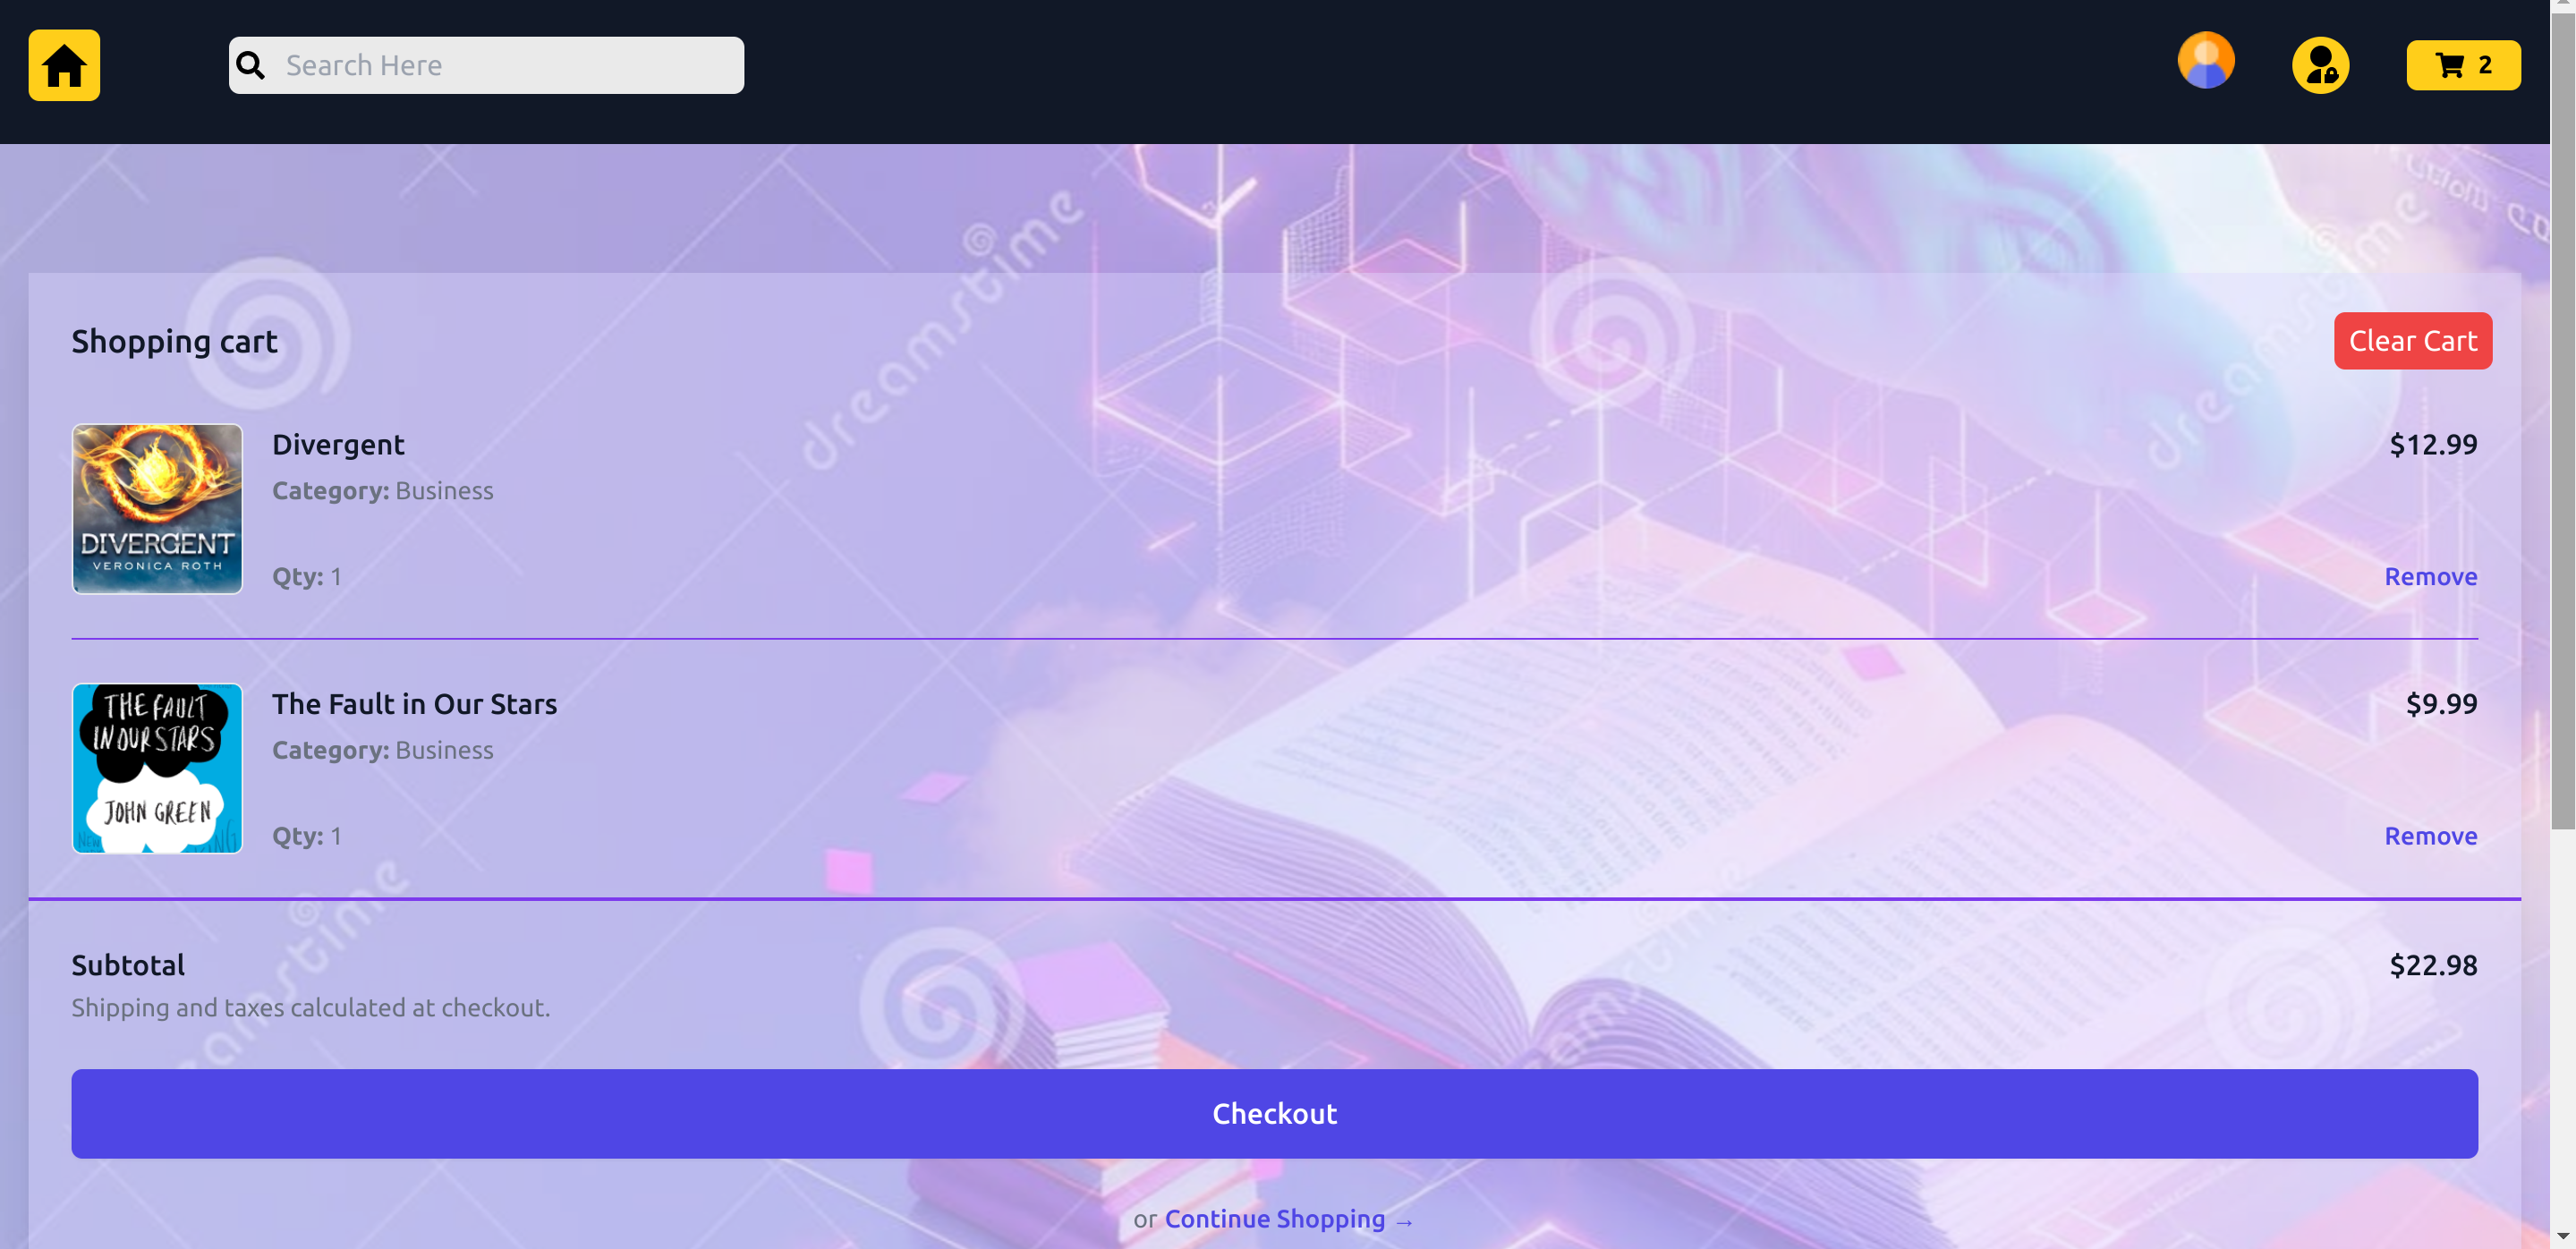 Search Here
2
dreamstime
dreamstime
Shopping cart
Clear Cart
DIVERGENT
VERONICA ROTH
Divergent
$12.99
Category: Business
Qty: 1
Remove
THE FAULT
IN OUR STARS
JOHN GREEN
The Fault in Our Stars
$9.99
Category: Business
Qty: 1
Remove
Subtotal
$22.98
Shipping and taxes calculated at checkout.
Checkout
or Continue Shopping →